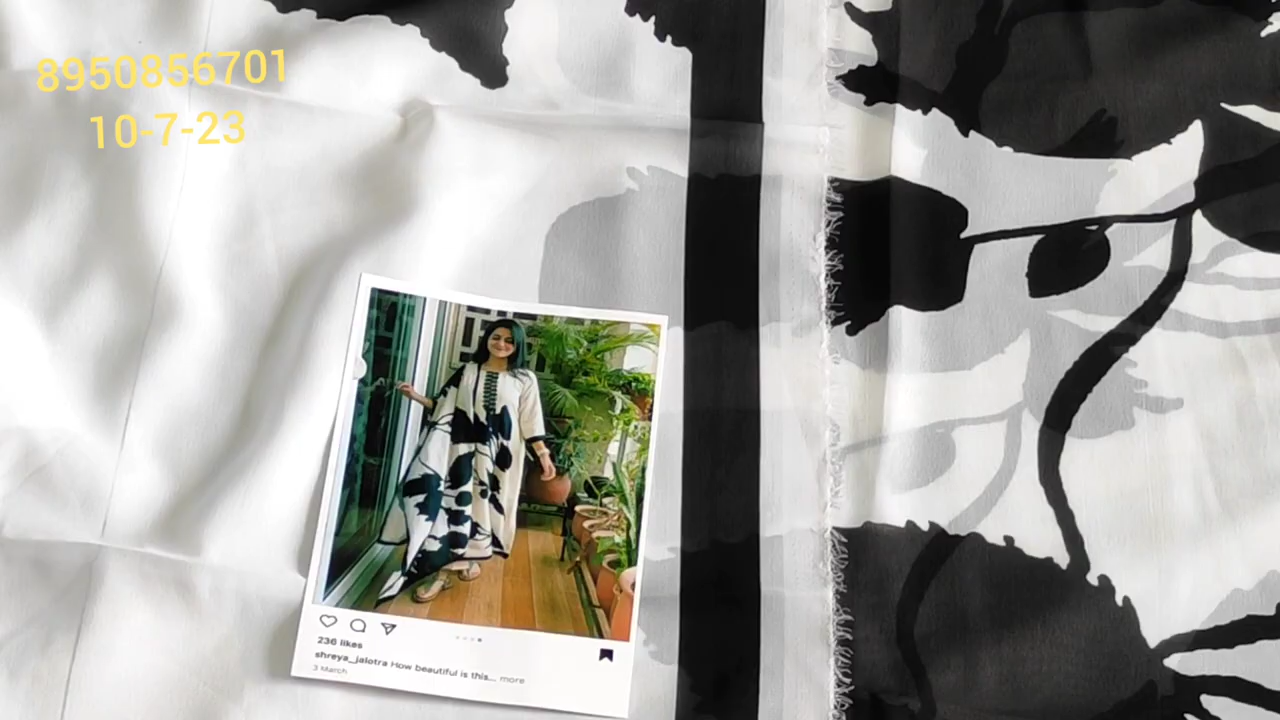 8950856701
10-7-23
236 likes
shreya_jalotra How beautiful is this... more
3 March